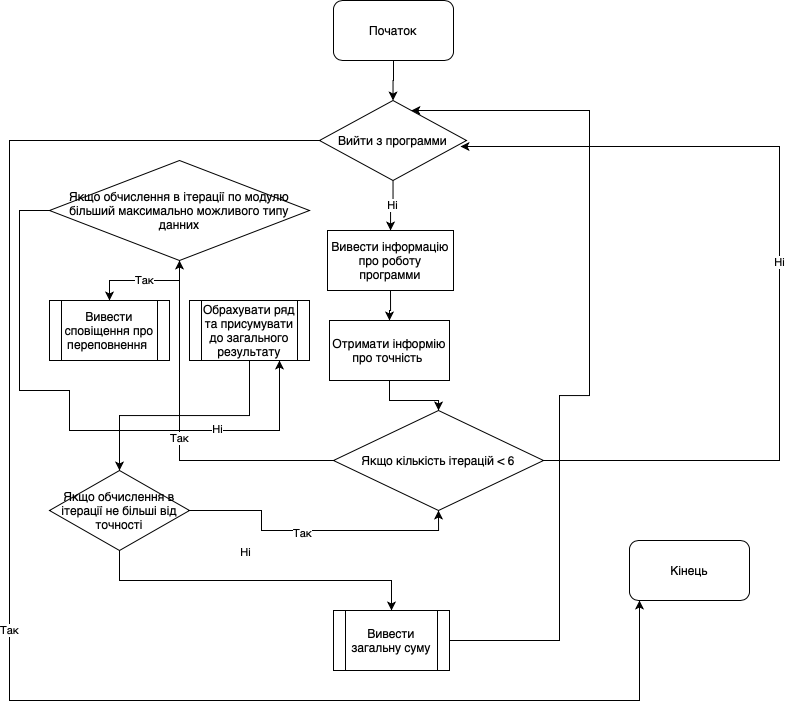 Початок
Вийти з программи
Ні
Якщо обчислення в ітерації по модулю
більший максимально можливого типу
данних
Вивести інформацію
про роботу
программи
Ні
Так
Вивести
сповіщення про
переповнення
Обрахувати ряд
та присумувати
до загального
результату
Отримати інформію
про точність
Ні
Так
Якщо кількість ітерацій < 6
Якщо обчислення в
ітерації не більші від
точності
Так
Ні
Кінець
Так
Вивести
загальну суму